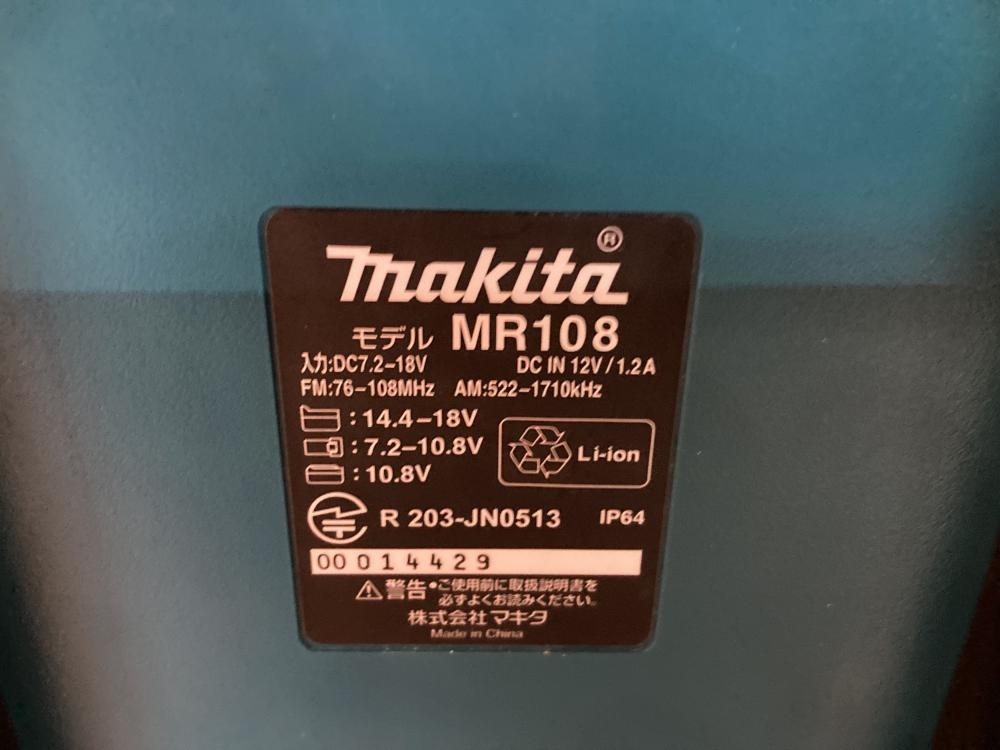 makita®
モデル MR108
入力:DC7.2-18V DC IN 12V/1.2A
FM:76-108MHz AM:522-1710kHz
:14.4-18V
:7.2-10.8V
:10.8V
Li-ion
R 203-JN0513 IP64
00 014429
⚠警告 •ご使用前に取扱説明書を
必ずよくお読みください。
株式会社マキタ
Made in China